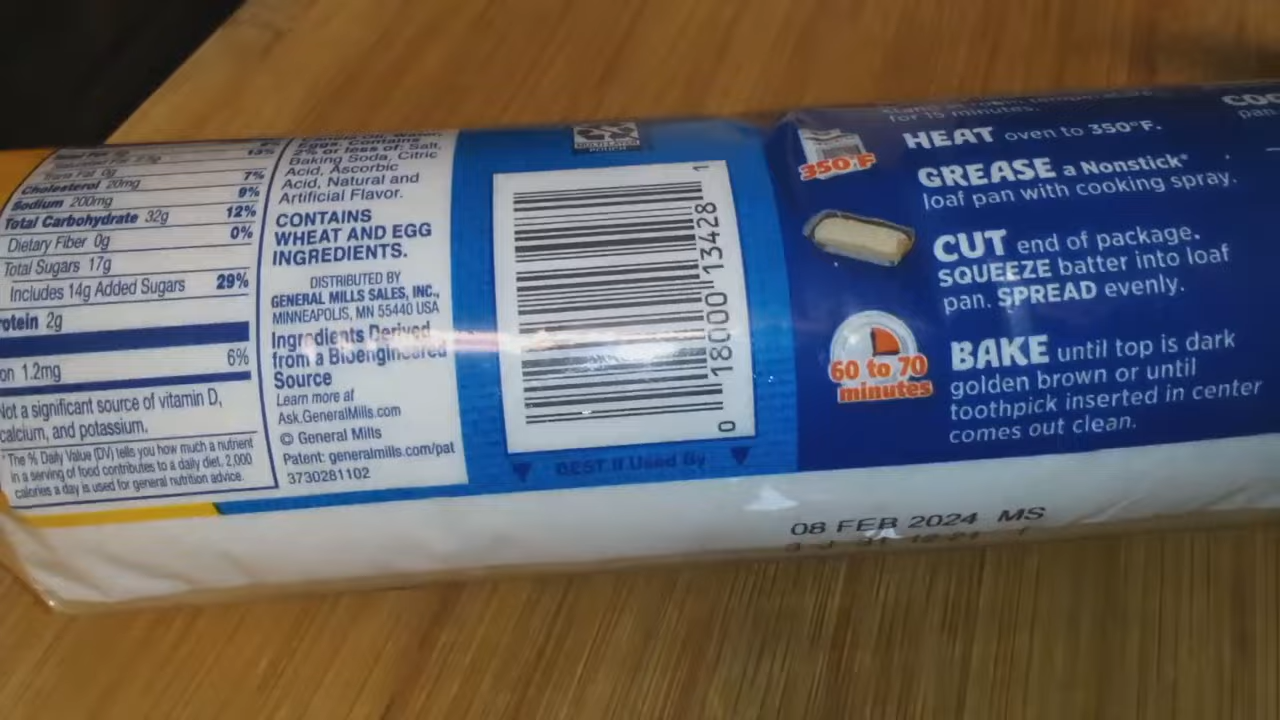 Trans Fat 0g
Cholesterol 20mg 7%
Sodium 200mg 9%
Total Carbohydrate 32g 12%
Dietary Fiber 0g 0%
Total Sugars 17g
Includes 14g Added Sugars 29%
rotein 2g
on 1.2mg 6%
Not a significant source of vitamin D,
calcium, and potassium.
*The % Daily Value (DV) tells you how much a nutrient
in a serving of food contributes to a daily diet. 2,000
calories a day is used for general nutrition advice.
Eggs. Contains
2% or less of: Salt,
Baking Soda, Citric
Acid, Ascorbic
Acid, Natural and
Artificial Flavor.
CONTAINS
WHEAT AND EGG
INGREDIENTS.
DISTRIBUTED BY
GENERAL MILLS SALES, INC.,
MINNEAPOLIS, MN 55440 USA
Ingredients Derived
from a Bioengineered
Source
Learn more at
Ask.GeneralMills.com
© General Mills
Patent: generalmills.com/pat
3730281102
0 18000 13428 1
BEST if Used By
for 15 minutes.
350°F
HEAT oven to 350°F.
GREASE a Nonstick*
loaf pan with cooking spray.
CUT end of package.
SQUEEZE batter into loaf
pan. SPREAD evenly.
60 to 70
minutes
BAKE until top is dark
golden brown or until
toothpick inserted in center
comes out clean.
COO
pan
08 FEB 2024 MS